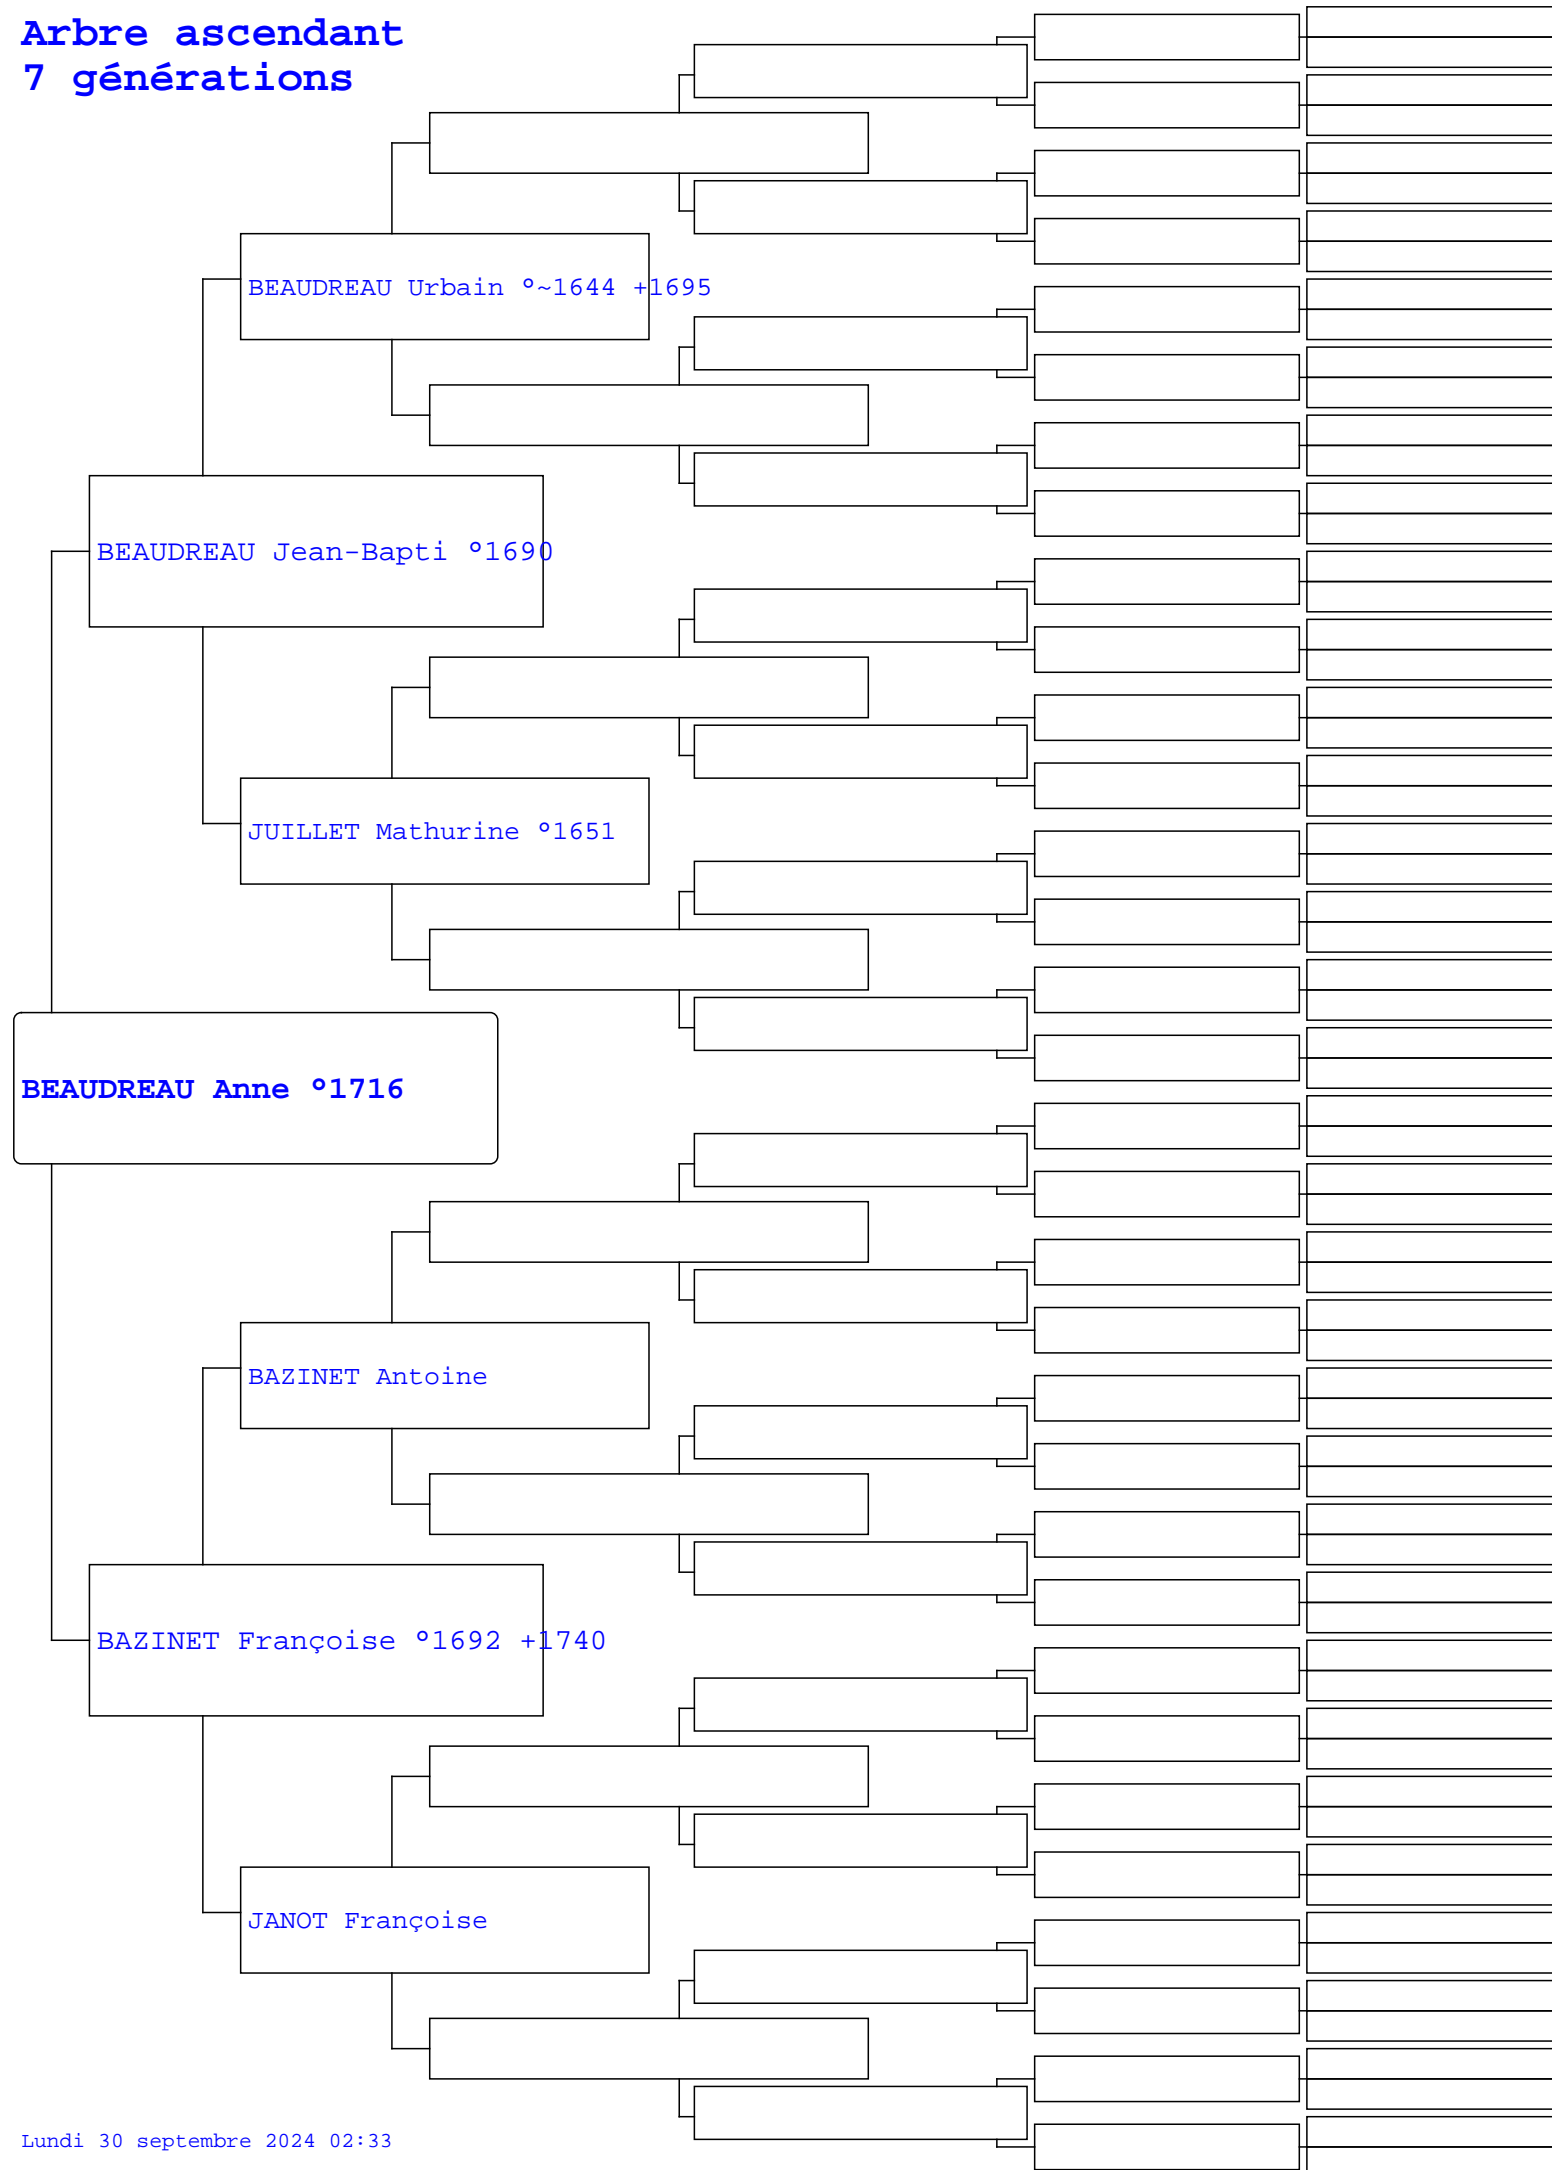 Arbre ascendant
7 générations
BEAUDREAU Urbain °~1644 +1695
BEAUDREAU Jean-Bapti °1690
JUILLET Mathurine °1651
BEAUDREAU Anne °1716
BAZINET Antoine
BAZINET Françoise °1692 +1740
JANOT Françoise
Lundi 30 septembre 2024 02:33